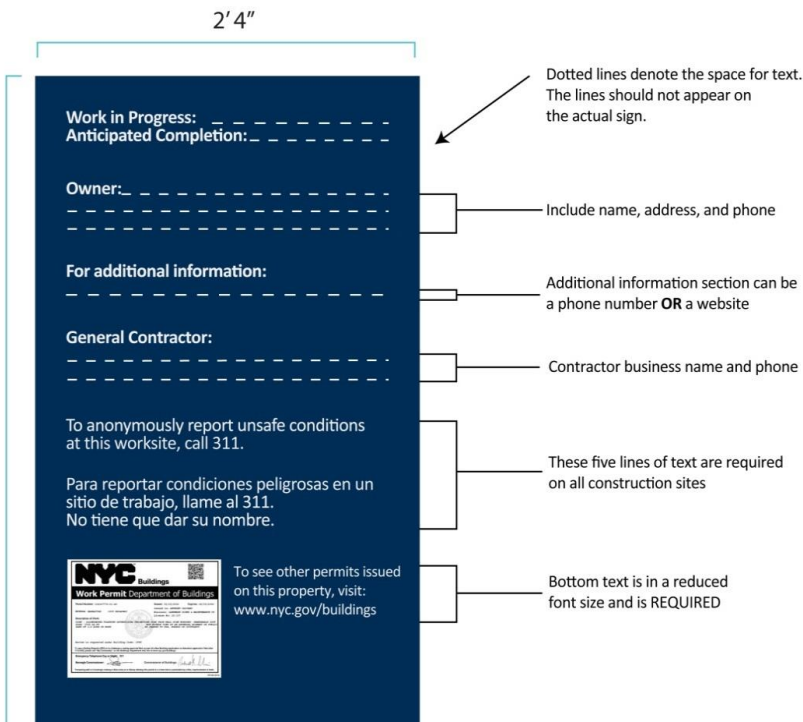 2’ 4”
Dotted lines denote the space for text.
The lines should not appear on
the actual sign.
Work in Progress:
Anticipated Completion:
Owner:
Include name, address, and phone
For additional information:
Additional information section can be
a phone number OR a website
General Contractor:
Contractor business name and phone
To anonymously report unsafe conditions
at this worksite, call 311.
Para reportar condiciones peligrosas en un
sitio de trabajo, llame al 311.
No tiene que dar su nombre.
These five lines of text are required
on all construction sites
NYC Buildings
Work Permit Department of Buildings
To see other permits issued
on this property, visit:
www.nyc.gov/buildings
Bottom text is in a reduced
font size and is REQUIRED